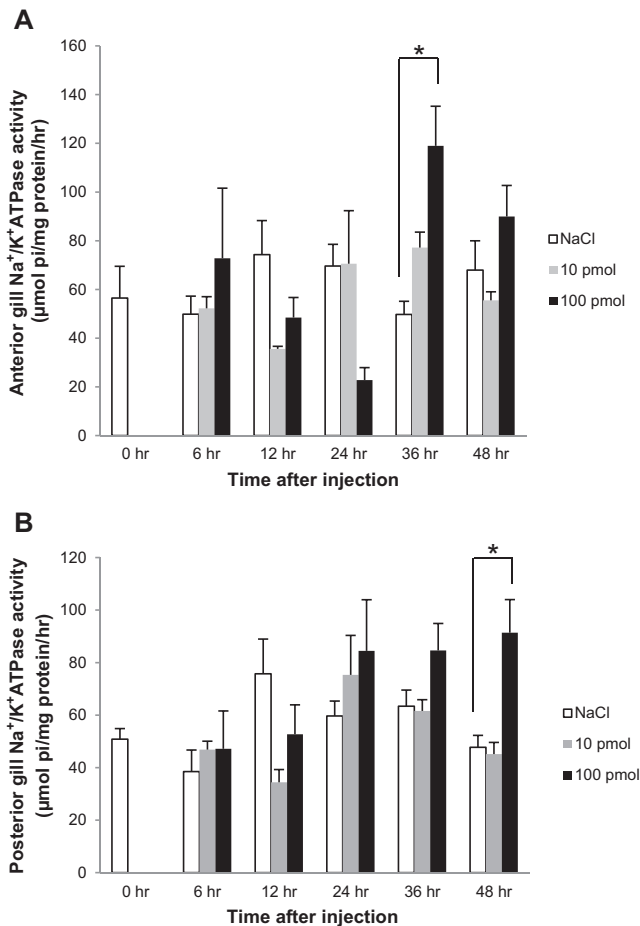 A
Anterior gill Na⁺/K⁺ATPase activity
(µmol pi/mg protein/hr)
160
140
120
100
80
60
40
20
0
*
NaCl
10 pmol
100 pmol
0 hr 6 hr 12 hr 24 hr 36 hr 48 hr
Time after injection
B
Posterior gill Na⁺/K⁺ATPase activity
(µmol pi/mg protein/hr)
120
100
80
60
40
20
0
*
NaCl
10 pmol
100 pmol
0 hr 6 hr 12 hr 24 hr 36 hr 48 hr
Time after injection